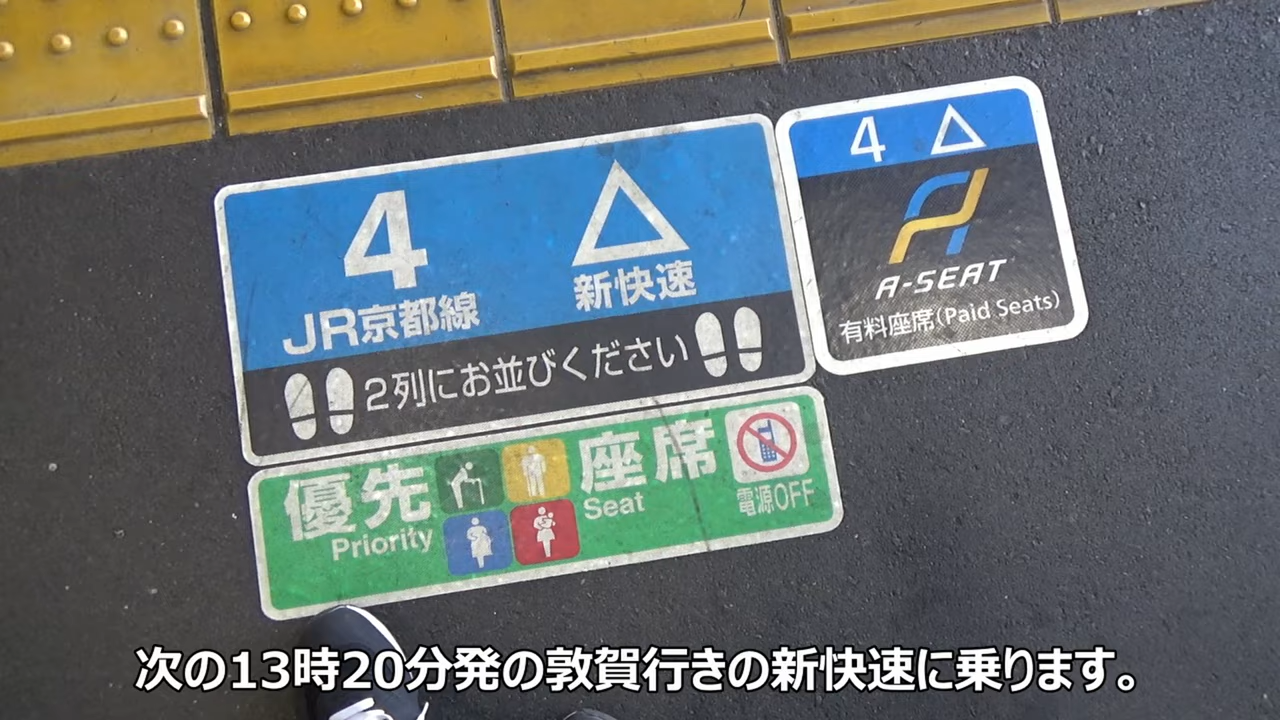 4 △
JR京都線 新快速
2列にお並びください
4 △
A-SEAT
有料座席(Paid Seats)
優先 座席
Priority Seat
電源OFF
次の13時20分発の敦賀行きの新快速に乗ります。